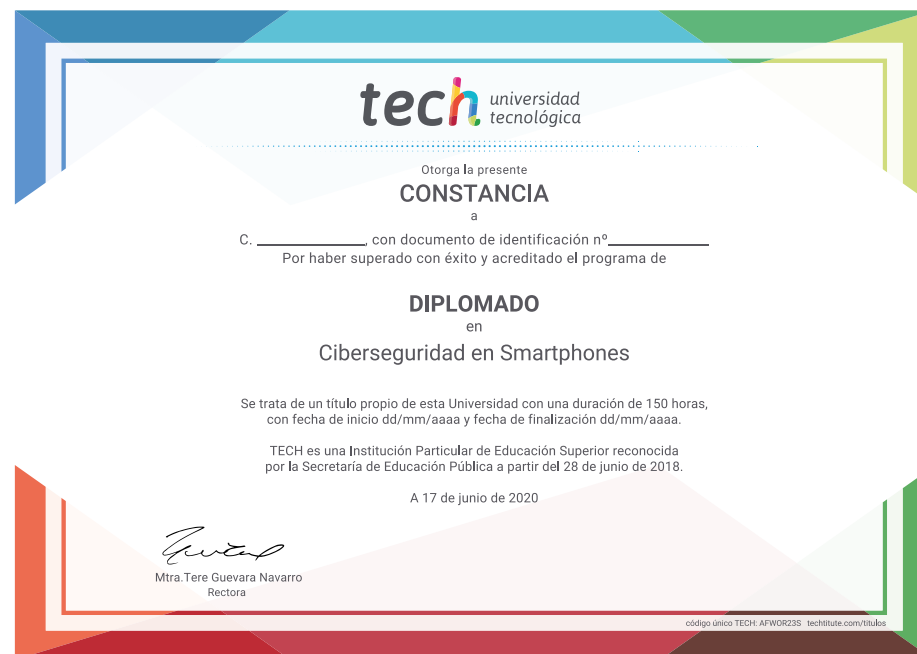 tech universidad
tecnológica
Otorga la presente
CONSTANCIA
a
C. ____________, con documento de identificación nº___________
Por haber superado con éxito y acreditado el programa de
DIPLOMADO
en
Ciberseguridad en Smartphones
Se trata de un título propio de esta Universidad con una duración de 150 horas,
con fecha de inicio dd/mm/aaaa y fecha de finalización dd/mm/aaaa.
TECH es una Institución Particular de Educación Superior reconocida
por la Secretaría de Educación Pública a partir del 28 de junio de 2018.
A 17 de junio de 2020
Mtra.Tere Guevara Navarro
Rectora
código único TECH: AFWOR23S techtitute.com/titulos